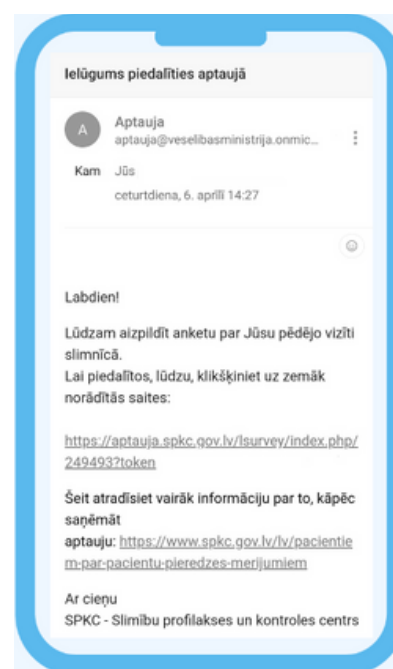 Ielūgums piedalīties aptaujā
A
Aptauja
aptauja@veselibasministrija.onmic...
Kam Jūs
ceturtdiena, 6. aprīlī 14:27
Labdien!
Lūdzam aizpildīt anketu par Jūsu pēdējo vizīti
slimnīcā.
Lai piedalītos, lūdzu, klikšķiniet uz zemāk
norādītās saites:
https://aptauja.spkc.gov.lv/lsurvey/index.php/
249493?token
Šeit atradīsiet vairāk informāciju par to, kāpēc
saņēmāt
aptauju: https://www.spkc.gov.lv/lv/pacientie
m-par-pacientu-pieredzes-merijumiem
Ar cieņu
SPKC - Slimību profilakses un kontroles centrs